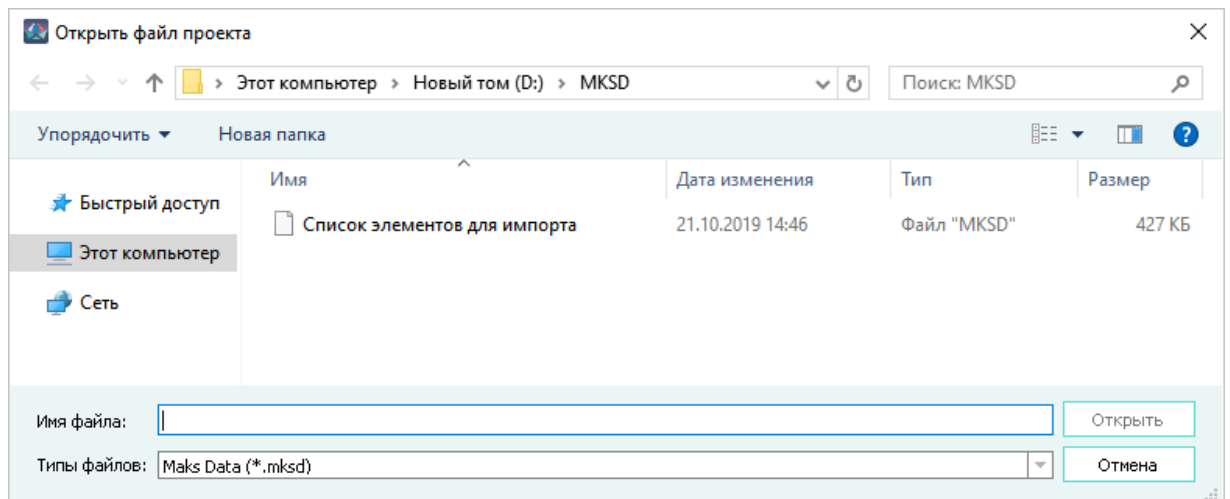 Открыть файл проекта
Этот компьютер > Новый том (D:) > MKSD
Поиск: MKSD
Упорядочить Новая папка
?
Имя Дата изменения Тип Размер
Быстрый доступ
Список элементов для импорта 21.10.2019 14:46 Файл "MKSD" 427 КБ
Этот компьютер
Сеть
Имя файла:
Открыть
Типы файлов: Maks Data (*.mksd)
Отмена